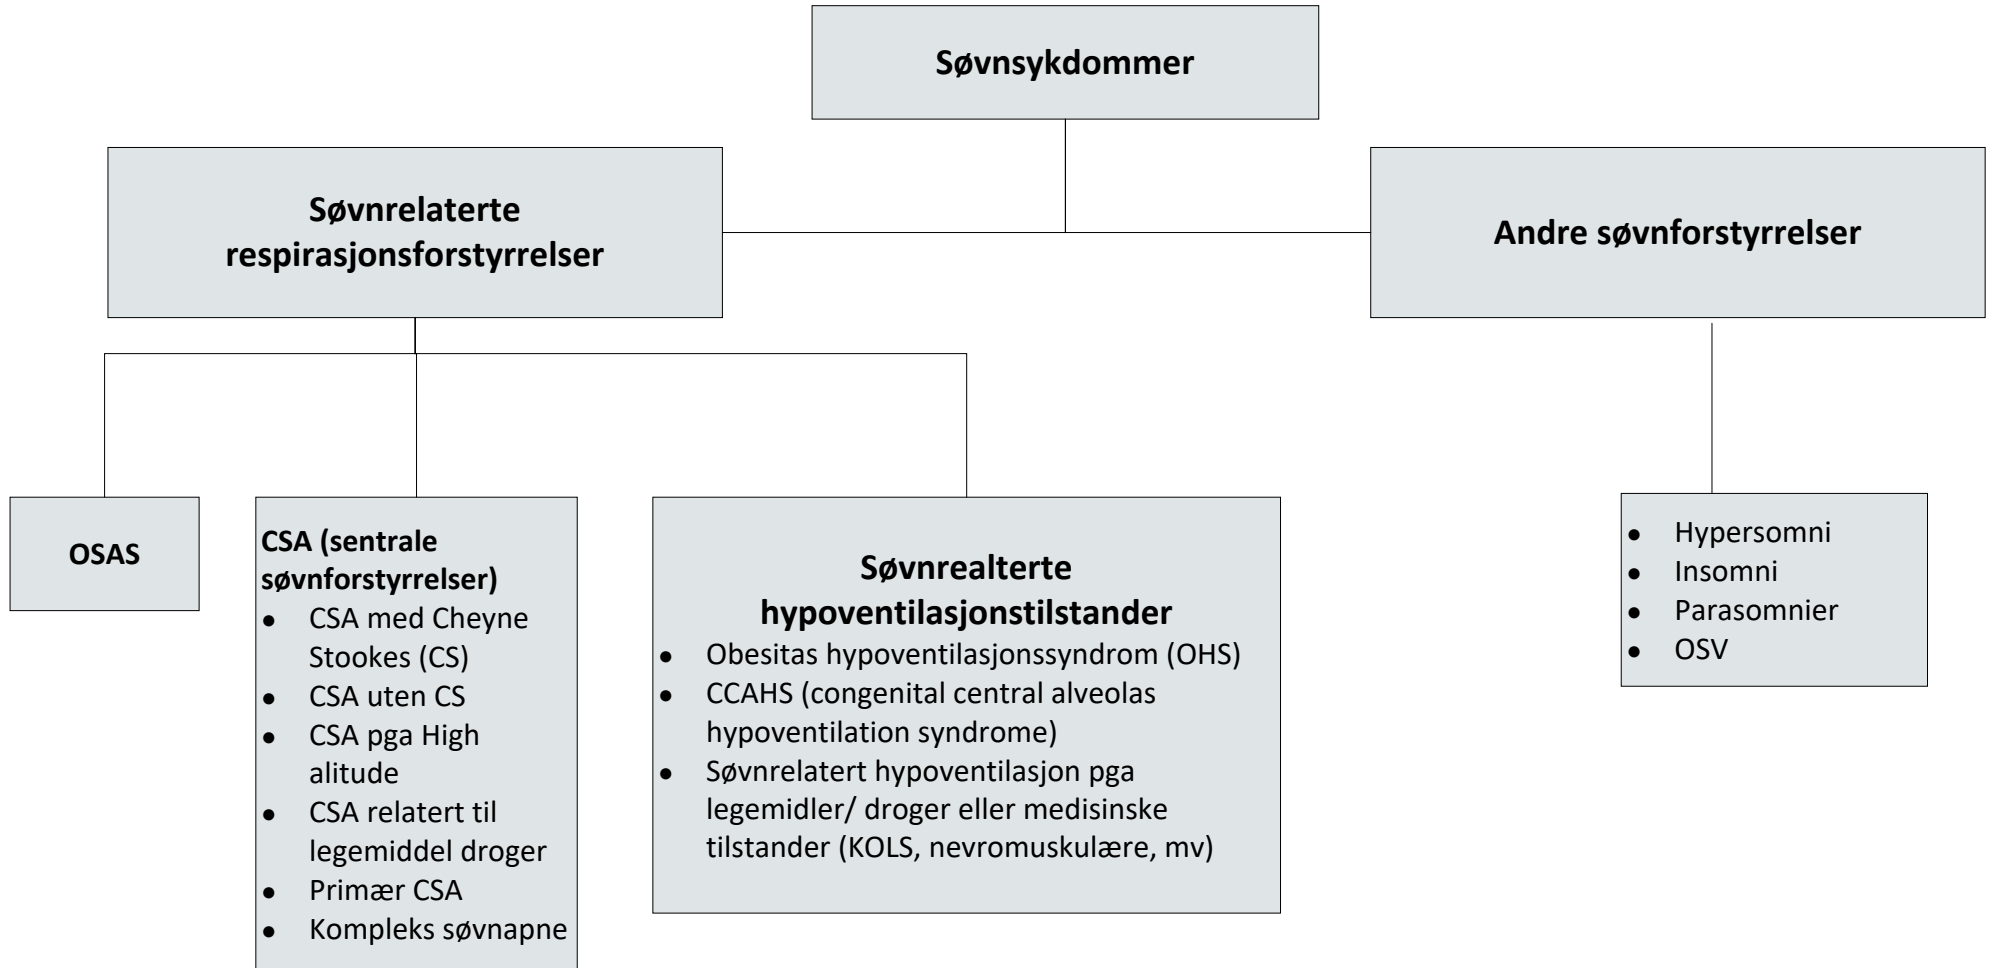 Søvnsykdommer
Søvnrelaterte
respirasjonsforstyrrelser
Andre søvnforstyrrelser
OSAS
CSA (sentrale
søvnforstyrrelser)
● CSA med Cheyne
Stookes (CS)
● CSA uten CS
● CSA pga High
alitude
● CSA relatert til
legemiddel droger
● Primær CSA
● Kompleks søvnapne
Søvnrealterte
hypoventilasjonstilstander
● Obesitas hypoventilasjonssyndrom (OHS)
● CCAHS (congenital central alveolas
hypoventilation syndrome)
● Søvnrelatert hypoventilasjon pga
legemidler/ droger eller medisinske
tilstander (KOLS, nevromuskulære, mv)
● Hypersomni
● Insomni
● Parasomnier
● OSV